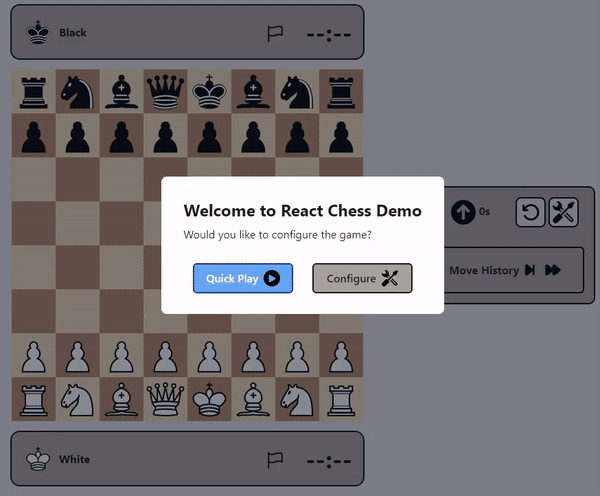 Black
--:--
Welcome to React Chess Demo
Would you like to configure the game?
Quick Play
Configure
0s
Move History
White
--:--